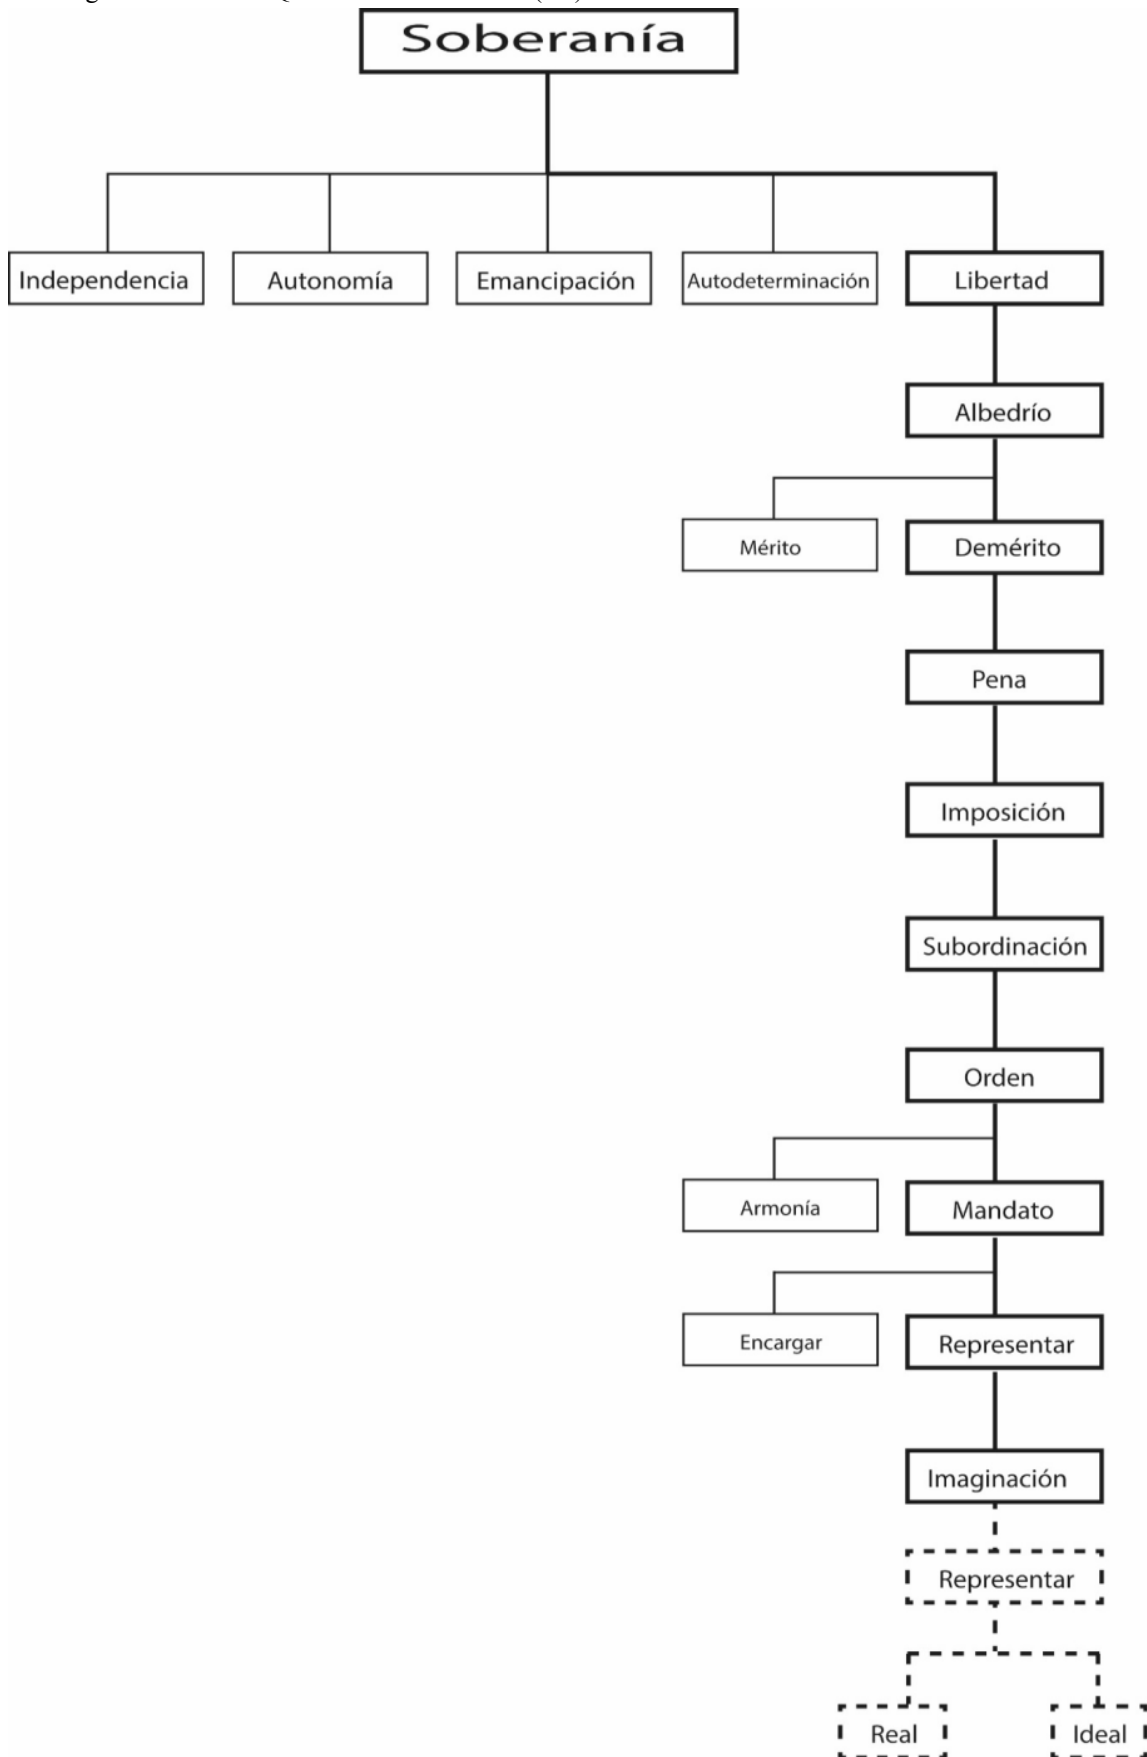 Soberanía
Independencia
Autonomía
Emancipación
Autodeterminación
Libertad
Albedrío
Mérito
Demérito
Pena
Imposición
Subordinación
Orden
Armonía
Mandato
Encargar
Representar
Imaginación
Representar
Real
Ideal